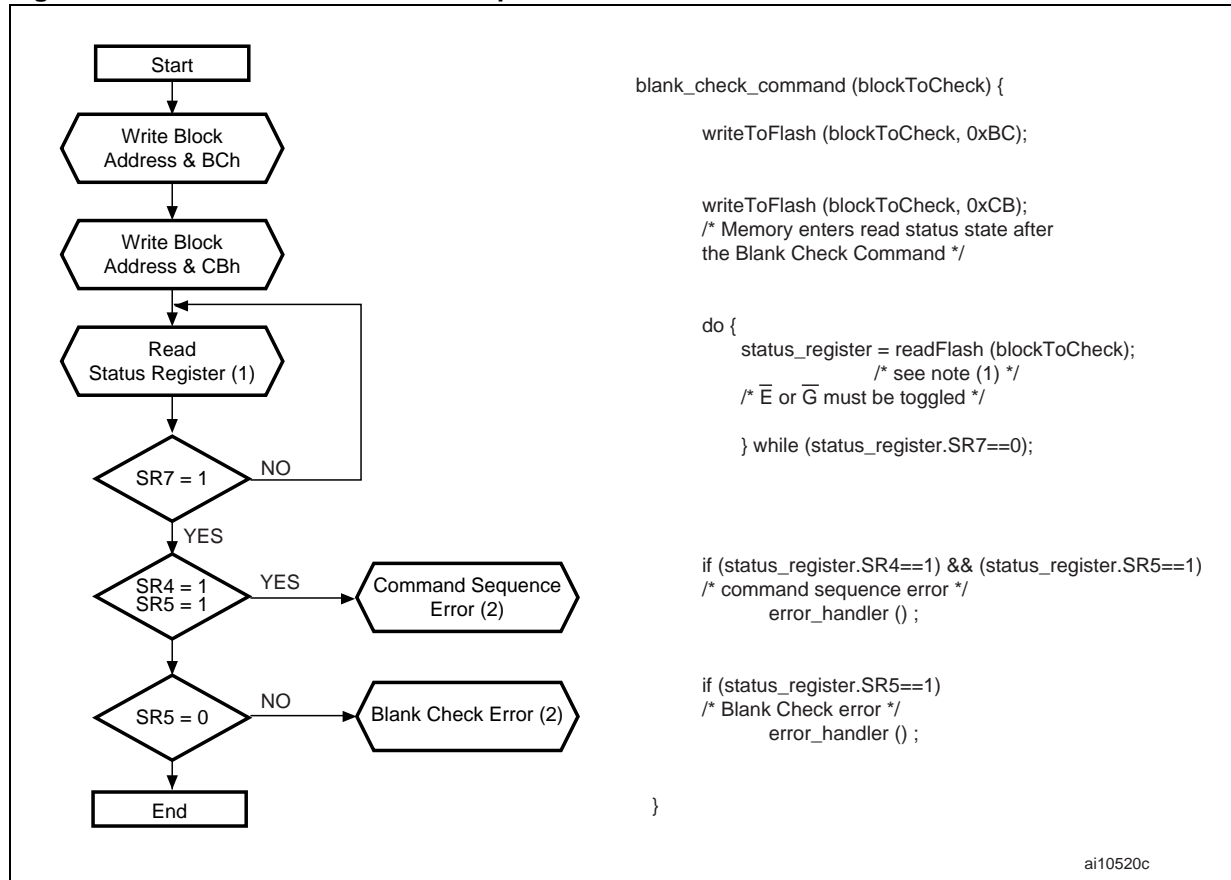 Start
Write Block
Address & BCh
Write Block
Address & CBh
Read
Status Register (1)
SR7 = 1
NO
YES
SR4 = 1
SR5 = 1
YES
Command Sequence
Error (2)
SR5 = 0
NO
Blank Check Error (2)
End
blank_check_command (blockToCheck) {
writeToFlash (blockToCheck, 0xBC);
writeToFlash (blockToCheck, 0xCB);
/* Memory enters read status state after
the Blank Check Command */
do {
status_register = readFlash (blockToCheck);
/* see note (1) */
/* E̅ or G̅ must be toggled */
} while (status_register.SR7==0);
if (status_register.SR4==1) && (status_register.SR5==1)
/* command sequence error */
error_handler () ;
if (status_register.SR5==1)
/* Blank Check error */
error_handler () ;
}
ai10520c